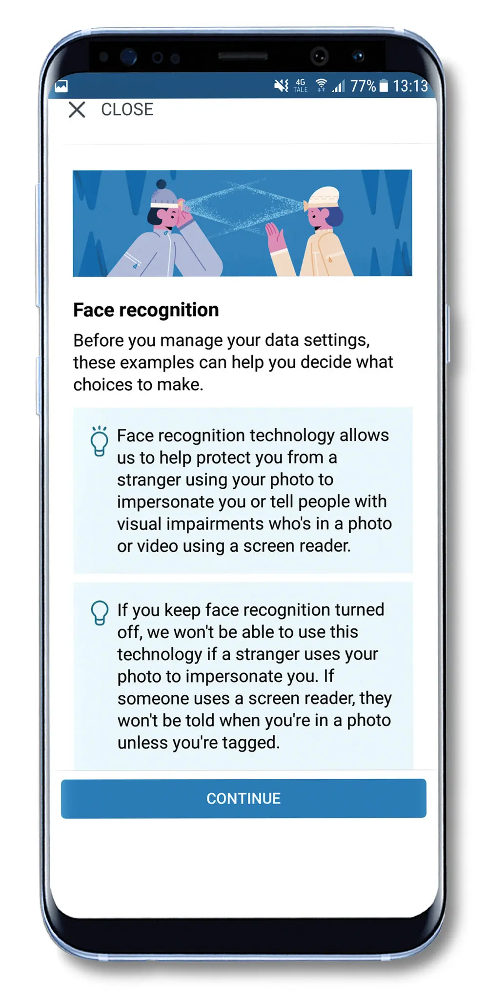 4G
TALE
77%
13:13
CLOSE
Face recognition
Before you manage your data settings,
these examples can help you decide what
choices to make.
Face recognition technology allows
us to help protect you from a
stranger using your photo to
impersonate you or tell people with
visual impairments who's in a photo
or video using a screen reader.
If you keep face recognition turned
off, we won't be able to use this
technology if a stranger uses your
photo to impersonate you. If
someone uses a screen reader, they
won't be told when you're in a photo
unless you're tagged.
CONTINUE